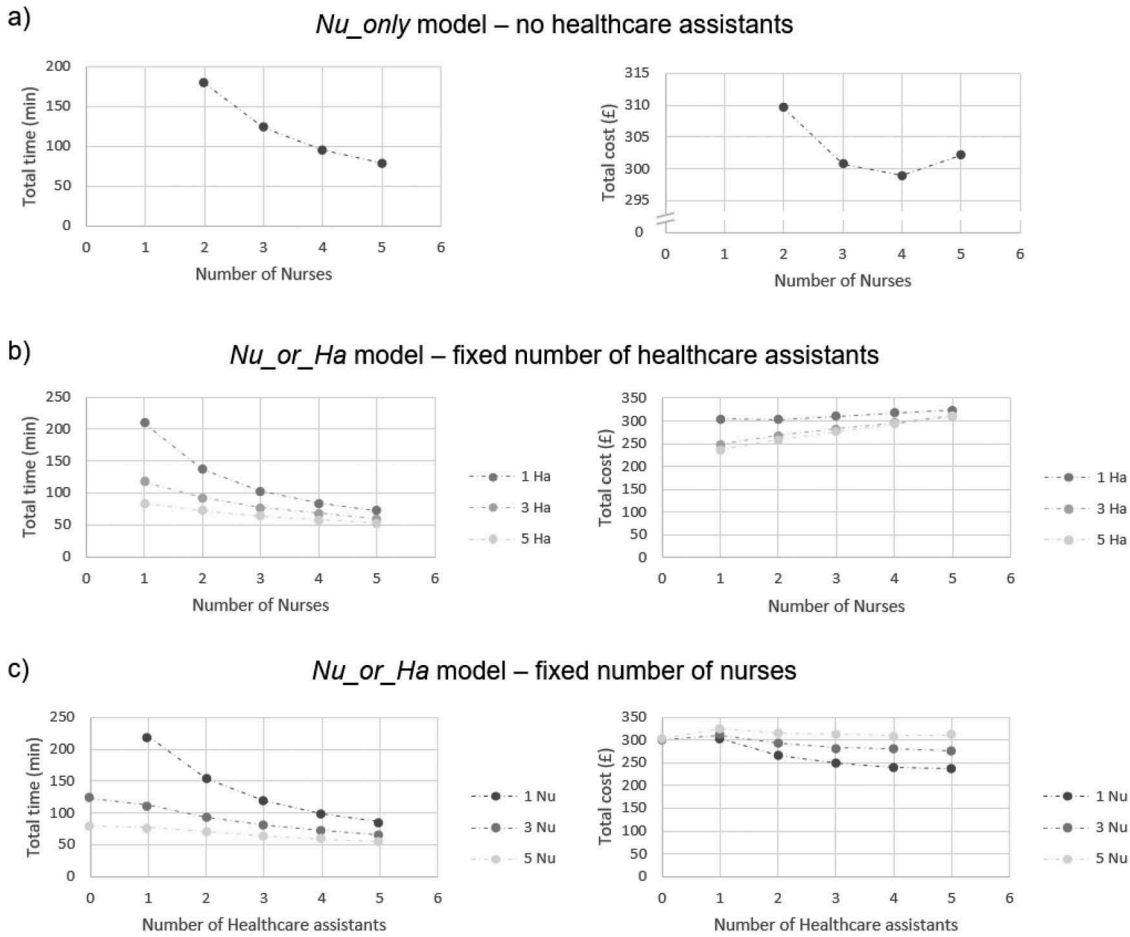 a)
Nu_only model – no healthcare assistants
Total time (min)
200
150
100
50
0
0 1 2 3 4 5 6
Number of Nurses
Total cost (£)
315
310
305
300
295
0
0 1 2 3 4 5 6
Number of Nurses
b)
Nu_or_Ha model – fixed number of healthcare assistants
Total time (min)
250
200
150
100
50
0
0 1 2 3 4 5 6
Number of Nurses
1 Ha
3 Ha
5 Ha
Total cost (£)
350
300
250
200
150
100
50
0
0 1 2 3 4 5 6
Number of Nurses
1 Ha
3 Ha
5 Ha
c)
Nu_or_Ha model – fixed number of nurses
Total time (min)
250
200
150
100
50
0
0 1 2 3 4 5 6
Number of Healthcare assistants
1 Nu
3 Nu
5 Nu
Total cost (£)
350
300
250
200
150
100
50
0
0 1 2 3 4 5 6
Number of Healthcare assistants
1 Nu
3 Nu
5 Nu